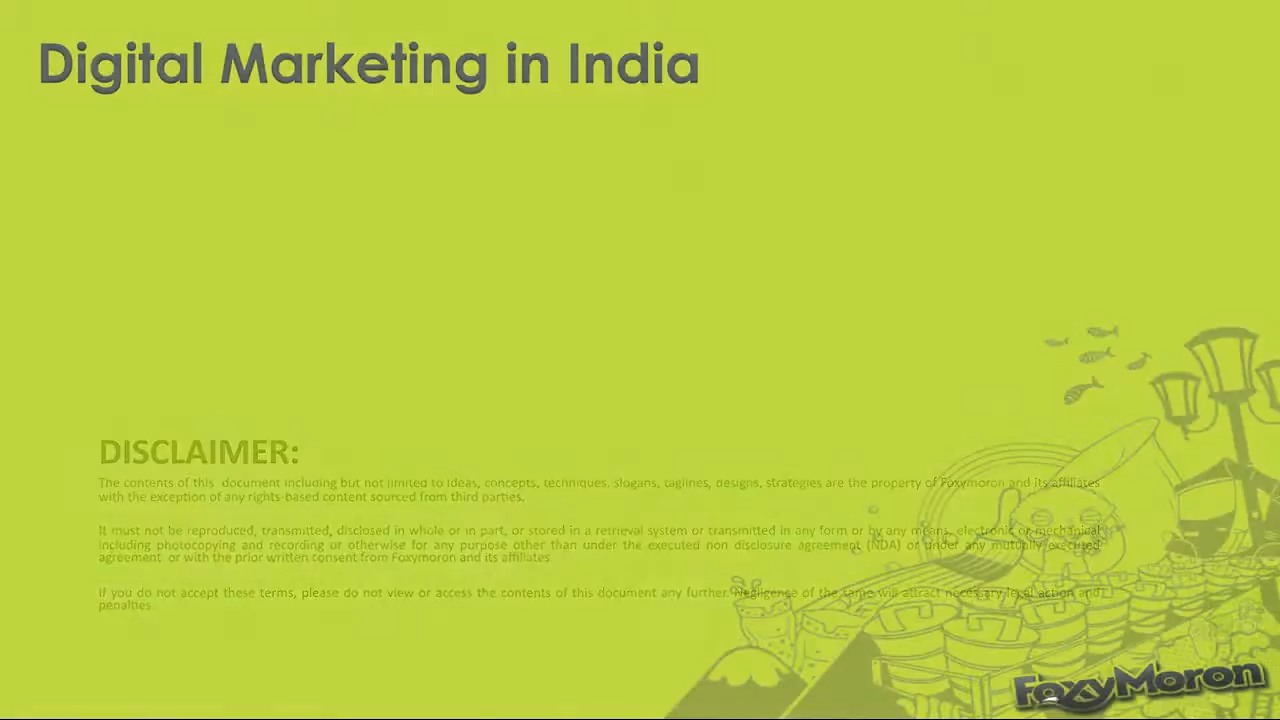 Digital Marketing in India
DISCLAIMER:
The contents of this document including but not limited to ideas, concepts, techniques, slogans, taglines, designs, strategies are the property of Foxymoron and its affiliates
with the exception of any rights-based content sourced from third parties.
It must not be reproduced, transmitted, disclosed in whole or in part, or stored in a retrieval system or transmitted in any form or by any means, electronic or mechanical
including photocopying and recording or otherwise for any purpose other than under the executed non disclosure agreement (NDA) or under any mutually executed
agreement or with the prior written consent from Foxymoron and its affiliates.
If you do not accept these terms, please do not view or access the contents of this document any further. Negligence of the same will attract necessary legal action and
penalties.
FoxyMoron